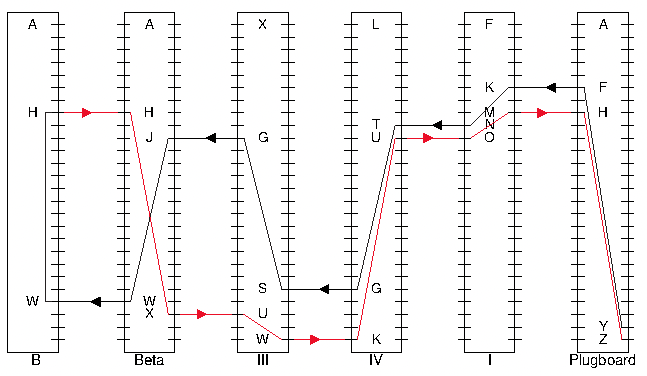 A A X L F A
K F
H H M H
T N
J G U O
S G
W W
X U
Y
W K Z
B Beta III IV I Plugboard